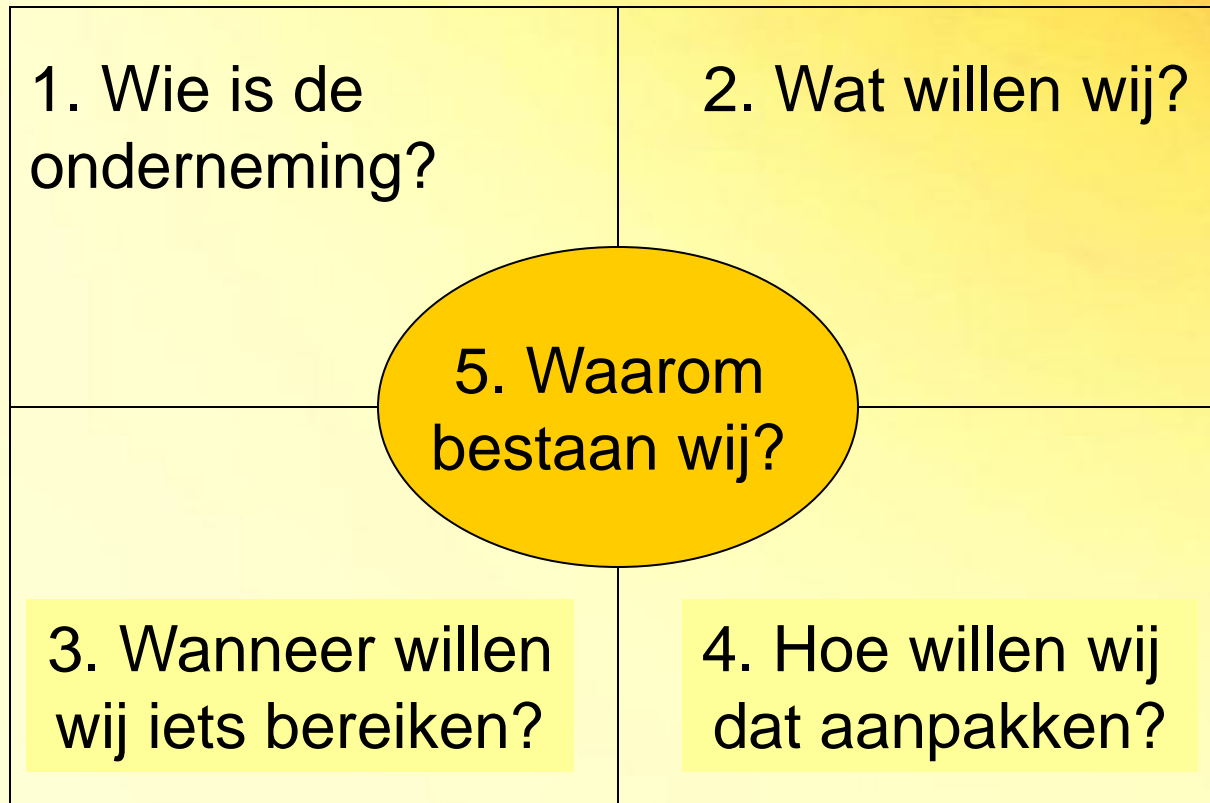 1. Wie is de
onderneming?
2. Wat willen wij?
5. Waarom
bestaan wij?
3. Wanneer willen
wij iets bereiken?
4. Hoe willen wij
dat aanpakken?